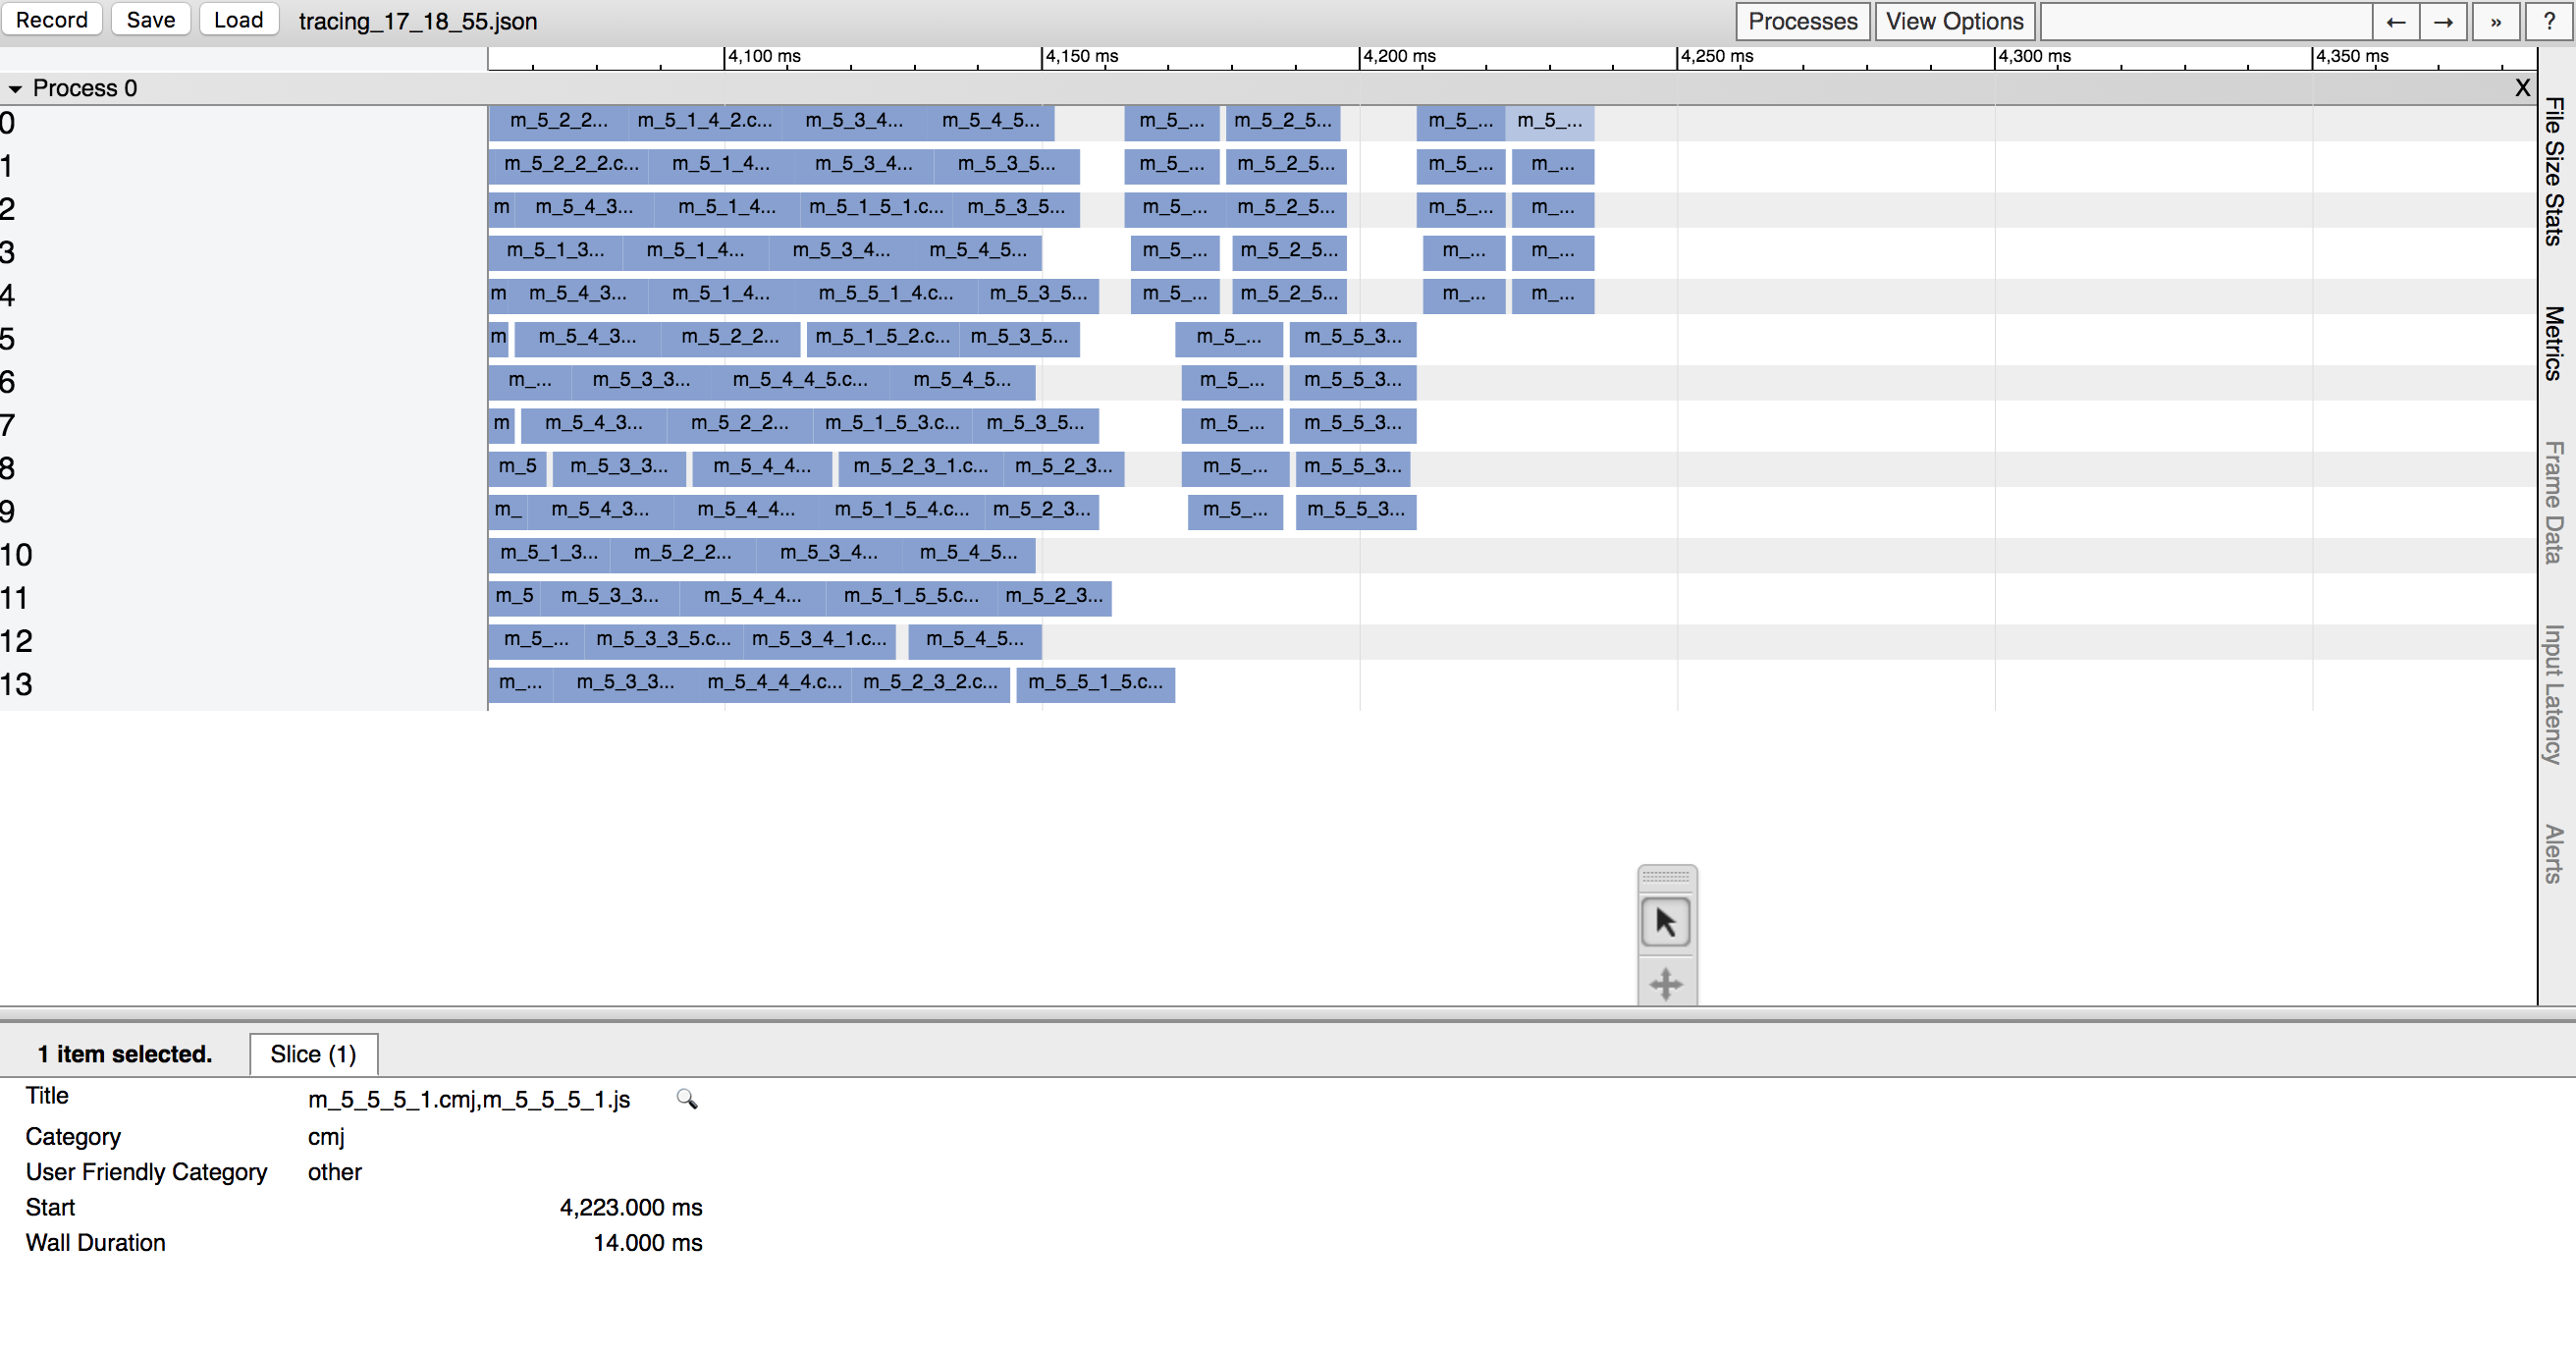 Record Save Load tracing_17_18_55.json Processes View Options ← → » ?
4,100 ms 4,150 ms 4,200 ms 4,250 ms 4,300 ms 4,350 ms
Process 0 X
0 m_5_2_2... m_5_1_4_2.c... m_5_3_4... m_5_4_5... m_5_... m_5_2_5... m_5_... m_5_...
1 m_5_2_2_2.c... m_5_1_4... m_5_3_4... m_5_3_5... m_5_... m_5_2_5... m_5_... m_...
2 m m_5_4_3... m_5_1_4... m_5_1_5_1.c... m_5_3_5... m_5_... m_5_2_5... m_5_... m_...
3 m_5_1_3... m_5_1_4... m_5_3_4... m_5_4_5... m_5_... m_5_2_5... m_... m_...
4 m m_5_4_3... m_5_1_4... m_5_5_1_4.c... m_5_3_5... m_5_... m_5_2_5... m_... m_...
5 m m_5_4_3... m_5_2_2... m_5_1_5_2.c... m_5_3_5... m_5_... m_5_5_3...
6 m_... m_5_3_3... m_5_4_4_5.c... m_5_4_5... m_5_... m_5_5_3...
7 m m_5_4_3... m_5_2_2... m_5_1_5_3.c... m_5_3_5... m_5_... m_5_5_3...
8 m_5 m_5_3_3... m_5_4_4... m_5_2_3_1.c... m_5_2_3... m_5_... m_5_5_3...
9 m_ m_5_4_3... m_5_4_4... m_5_1_5_4.c... m_5_2_3... m_5_... m_5_5_3...
10 m_5_1_3... m_5_2_2... m_5_3_4... m_5_4_5...
11 m_5 m_5_3_3... m_5_4_4... m_5_1_5_5.c... m_5_2_3...
12 m_5_... m_5_3_3_5.c... m_5_3_4_1.c... m_5_4_5...
13 m_... m_5_3_3... m_5_4_4_4.c... m_5_2_3_2.c... m_5_5_1_5.c...
File Size Stats
Metrics
Frame Data
Input Latency
Alerts
1 item selected. Slice (1)
Title m_5_5_5_1.cmj,m_5_5_5_1.js
Category cmj
User Friendly Category other
Start 4,223.000 ms
Wall Duration 14.000 ms